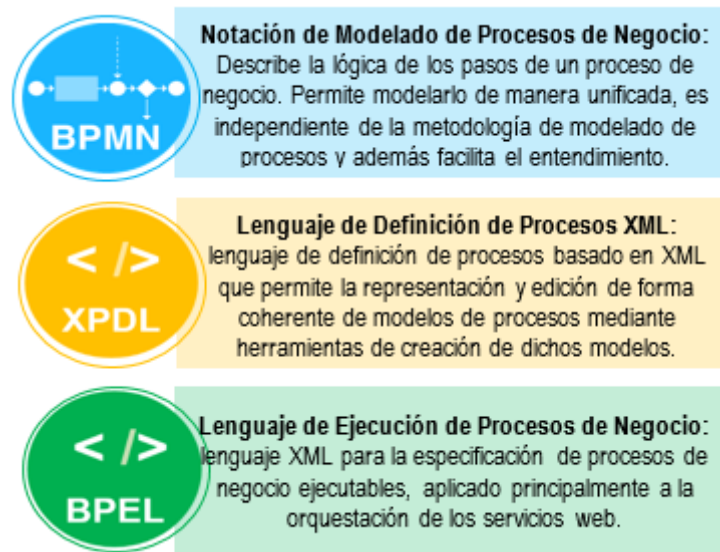 BPMN
Notación de Modelado de Procesos de Negocio:
Describe la lógica de los pasos de un proceso de
negocio. Permite modelarlo de manera unificada, es
independiente de la metodología de modelado de
procesos y además facilita el entendimiento.
< />
XPDL
Lenguaje de Definición de Procesos XML:
lenguaje de definición de procesos basado en XML
que permite la representación y edición de forma
coherente de modelos de procesos mediante
herramientas de creación de dichos modelos.
< />
BPEL
Lenguaje de Ejecución de Procesos de Negocio:
lenguaje XML para la especificación de procesos de
negocio ejecutables, aplicado principalmente a la
orquestación de los servicios web.